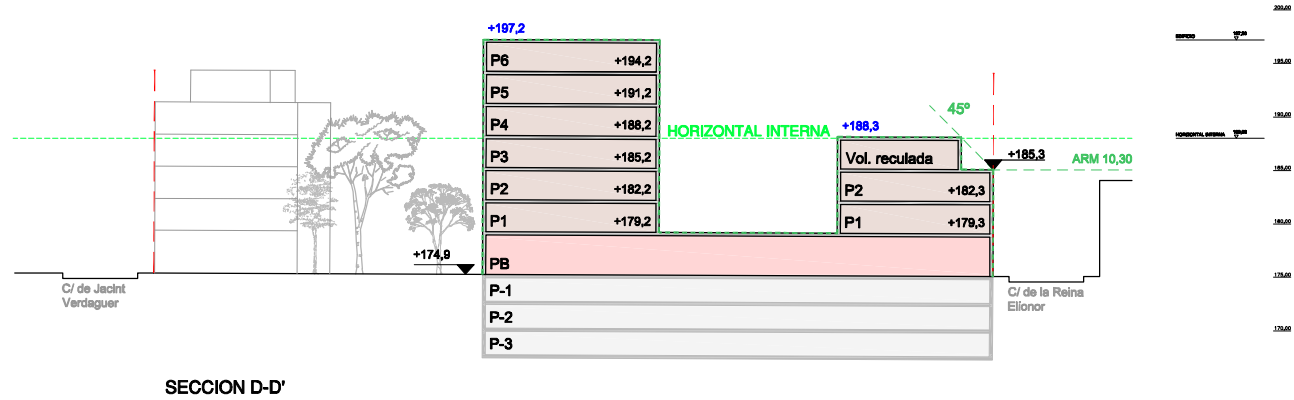 200,00
+197,2
EDIFICIO
197,20
P6 +194,2
195,00
P5 +191,2
45º
190,00
P4 +188,2
HORIZONTAL INTERNA
+188,3
HORIZONTAL INTERNA
P3 +185,2
Vol. reculada
+185,3
ARM 10,30
185,00
P2 +182,2
P2 +182,3
P1 +179,2
P1 +179,3
180,00
+174,9
PB
175,00
C/ de Jacint
Verdaguer
P-1
C/ de la Reina
Elionor
P-2
170,00
P-3
SECCION D-D'